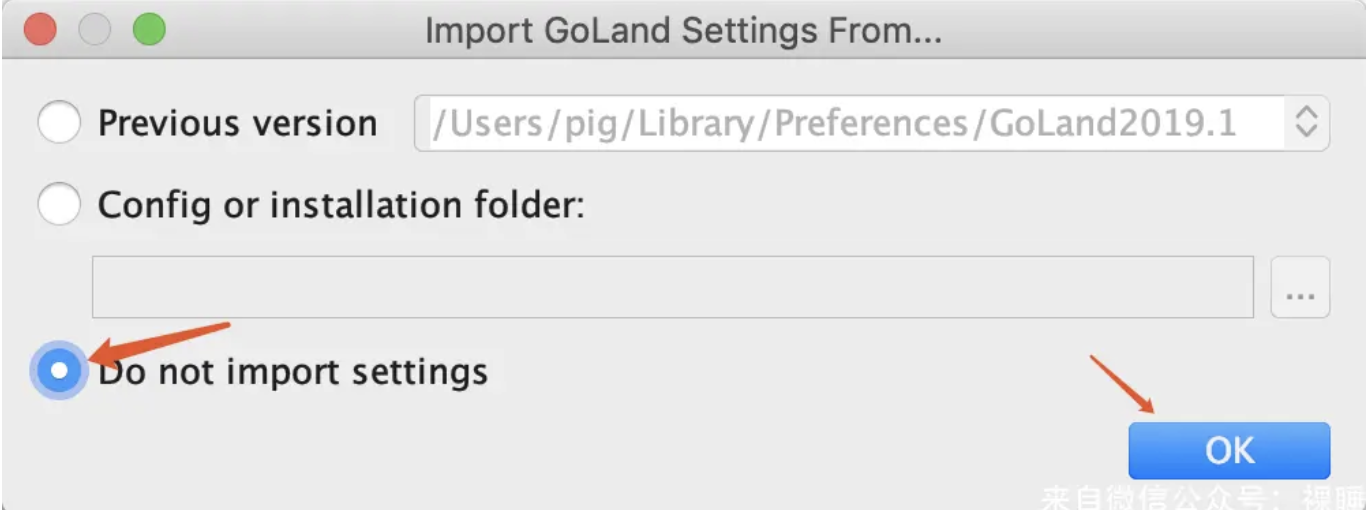 Import GoLand Settings From...
Previous version /Users/pig/Library/Preferences/GoLand2019.1
Config or installation folder:
...
Do not import settings
OK
来自微信公众号: 裸睡